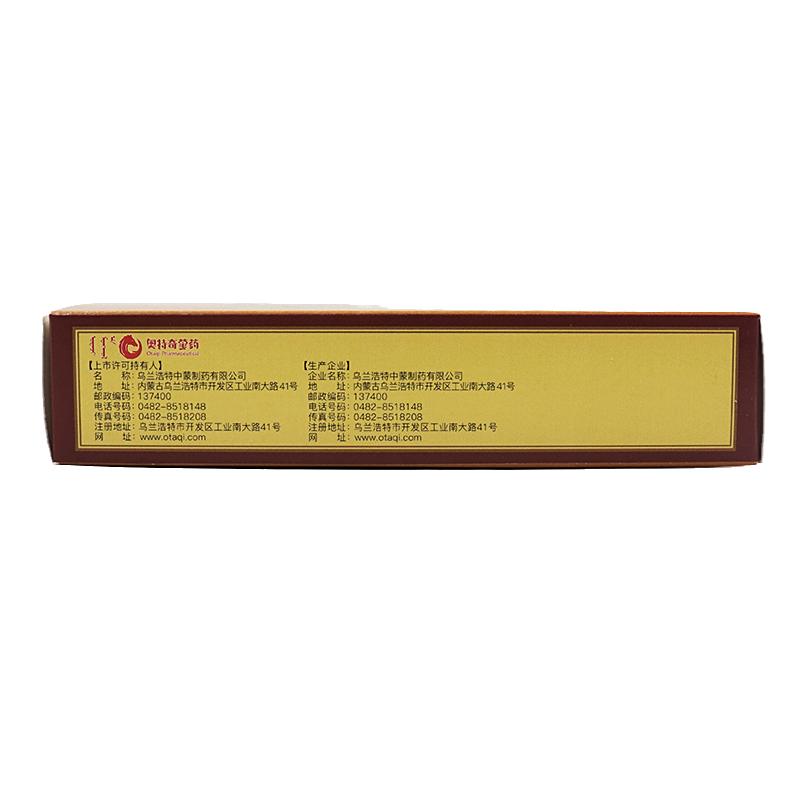 奥特奇蒙药
Otaqi Pharmaceutical
【上市许可持有人】
名 称：乌兰浩特中蒙制药有限公司
地 址：内蒙古乌兰浩特市开发区工业南大路41号
邮政编码：137400
电话号码：0482-8518148
传真号码：0482-8518208
注册地址：乌兰浩特市开发区工业南大路41号
网 址：www.otaqi.com
【生产企业】
企业名称：乌兰浩特中蒙制药有限公司
地 址：内蒙古乌兰浩特市开发区工业南大路41号
邮政编码：137400
电话号码：0482-8518148
传真号码：0482-8518208
注册地址：乌兰浩特市开发区工业南大路41号
网 址：www.otaqi.com